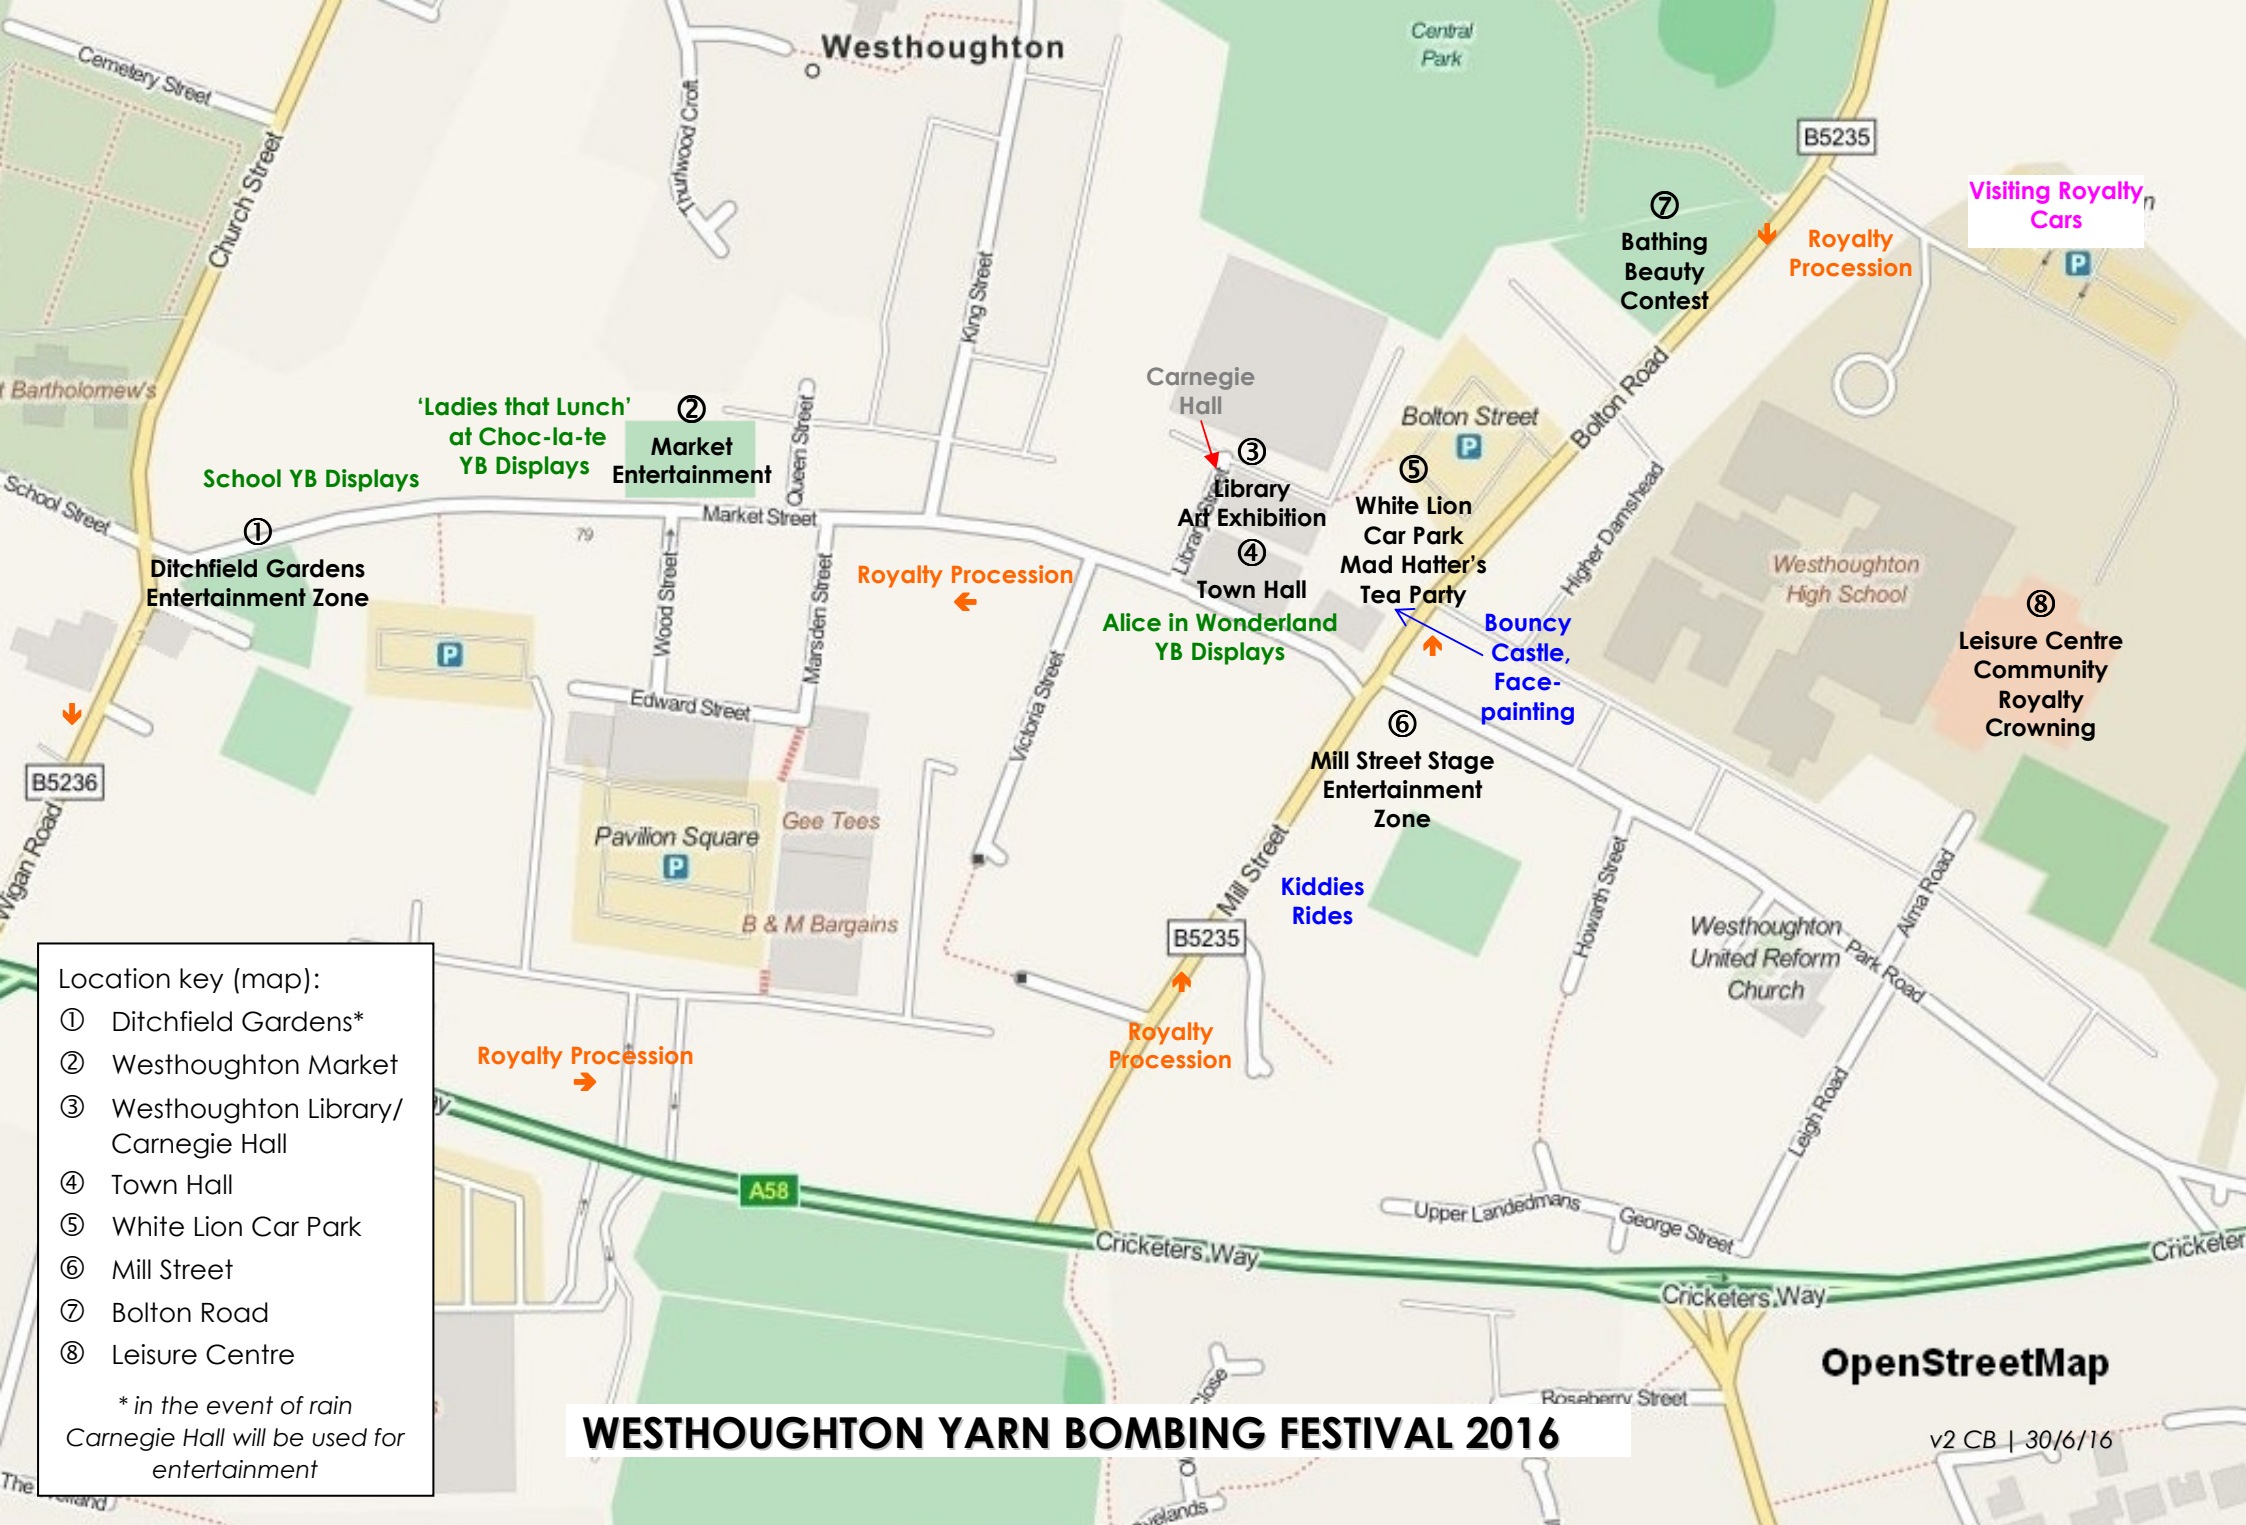 Cemetery Street
Church Street
Thurlwood Croft
Westhoughton
King Street
Central
Park
B5235
Visiting Royalty
Cars
P
⑦
Bathing
Beauty
Contest
Royalty
Procession
Bartholomew's
School Street
School YB Displays
'Ladies that Lunch'
at Choc-la-te
YB Displays
②
Market
Entertainment
Queen Street
Market Street
79
①
Ditchfield Gardens
Entertainment Zone
Wood Street
Marsden Street
Edward Street
P
Royalty Procession
Victoria Street
Carnegie
Hall
③
Library
Art Exhibition
Library Street
④
Town Hall
Alice in Wonderland
YB Displays
Bolton Street
P
⑤
White Lion
Car Park
Mad Hatter's
Tea Party
Bolton Road
Higher Damshead
Bouncy
Castle,
Face-
painting
Westhoughton
High School
⑧
Leisure Centre
Community
Royalty
Crowning
⑥
Mill Street Stage
Entertainment
Zone
Kiddies
Rides
Mill Street
B5235
Royalty
Procession
Howarth Street
Westhoughton
United Reform
Church
Park Road
Alma Road
Leigh Road
B5236
Wigan Road
Pavilion Square
P
Gee Tees
B & M Bargains
Royalty Procession
A58
Cricketers Way
Upper Landedmans
George Street
Cricketers Way
Cricketer
Roseberry Street
Close
Location key (map):
① Ditchfield Gardens*
② Westhoughton Market
③ Westhoughton Library/
Carnegie Hall
④ Town Hall
⑤ White Lion Car Park
⑥ Mill Street
⑦ Bolton Road
⑧ Leisure Centre
* in the event of rain
Carnegie Hall will be used for
entertainment
The
WESTHOUGHTON YARN BOMBING FESTIVAL 2016
OpenStreetMap
v2 CB | 30/6/16